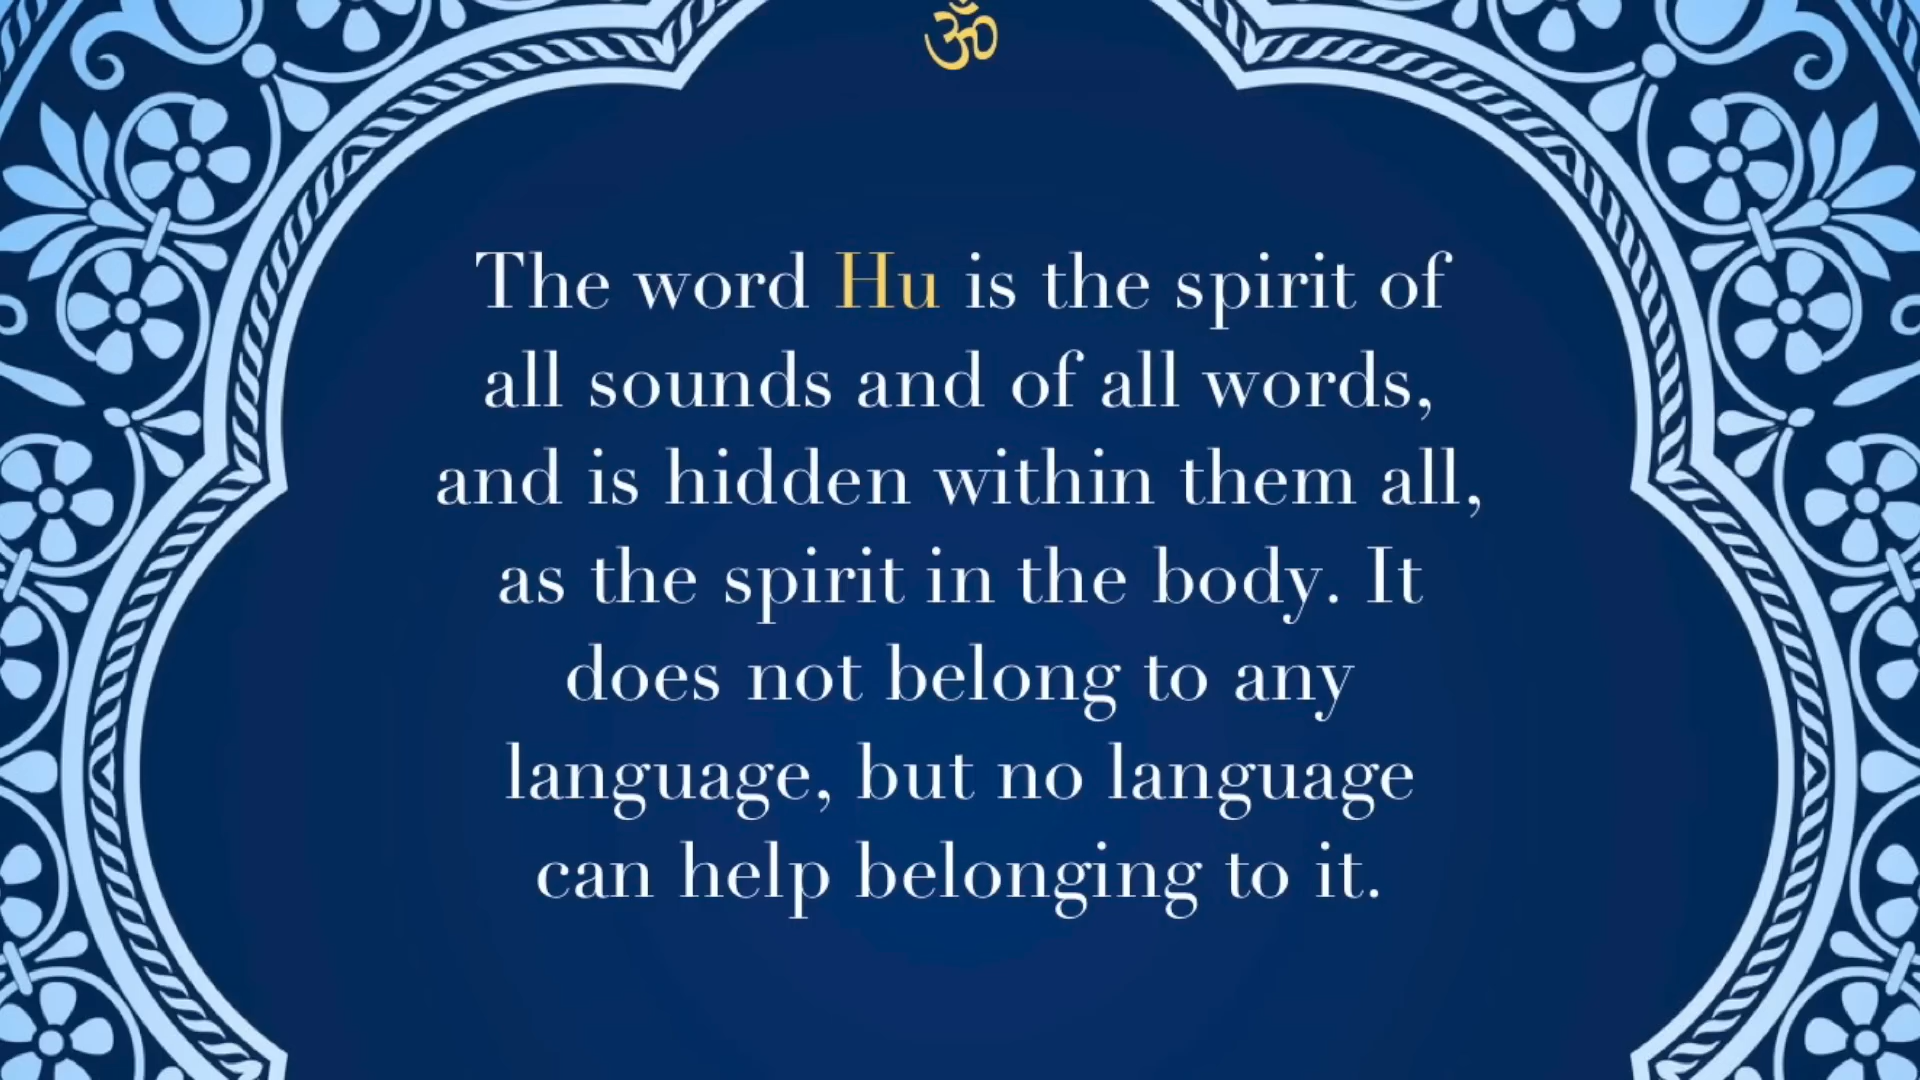 ॐ
The word Hu is the spirit of
all sounds and of all words,
and is hidden within them all,
as the spirit in the body. It
does not belong to any
language, but no language
can help belonging to it.